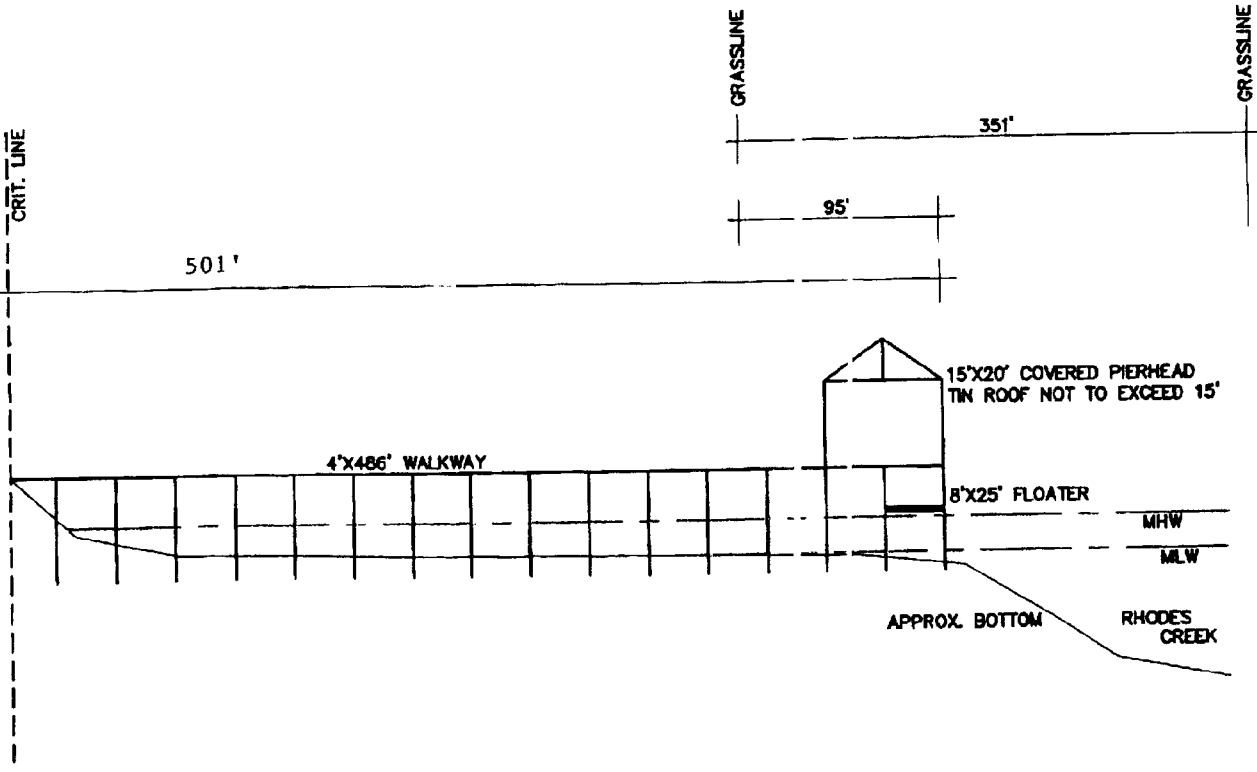 GRASSLINE
GRASSLINE
351'
CRIT. LINE
95'
501'
15'X20' COVERED PIERHEAD
TIN ROOF NOT TO EXCEED 15'
4'X486' WALKWAY
8'X25' FLOATER
MHW
MLW
APPROX. BOTTOM
RHODES
CREEK